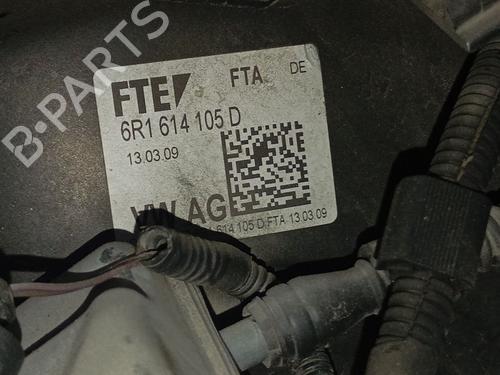 B-PARTS
FTE FTA DE
6R1 614 105 D
13.03.09
VW AG
614 105 D FTA 13.03.09